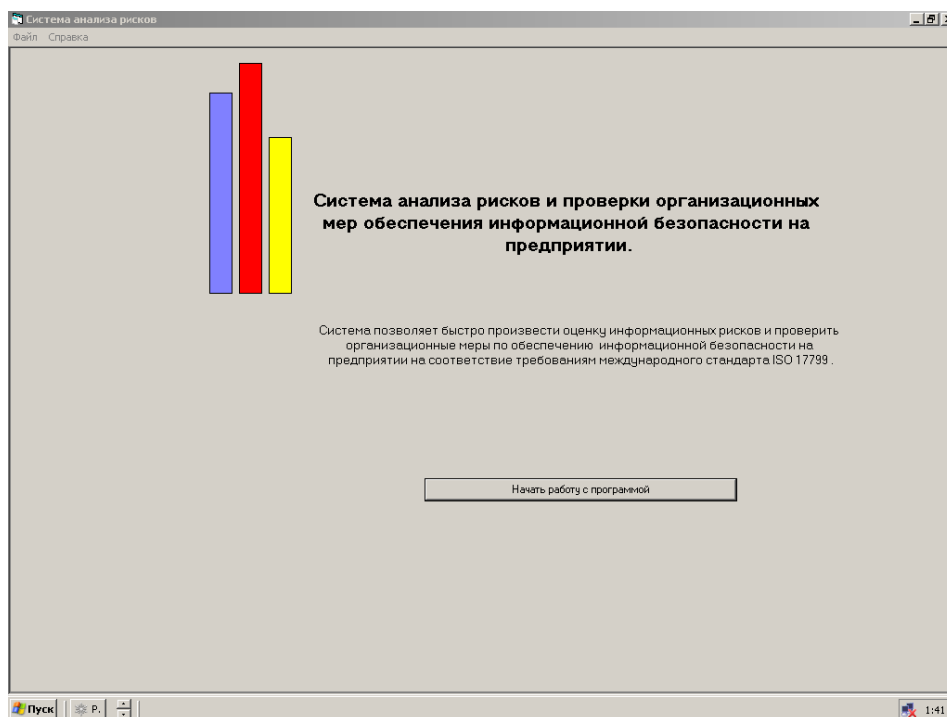 Система анализа рисков
Файл Справка
Система анализа рисков и проверки организационных
мер обеспечения информационной безопасности на
предприятии.
Система позволяет быстро произвести оценку информационных рисков и проверить
организационные меры по обеспечению информационной безопасности на
предприятии на соответствие требованиям международного стандарта ISO 17799 .
Начать работу с программой
Пуск Р. 1:41